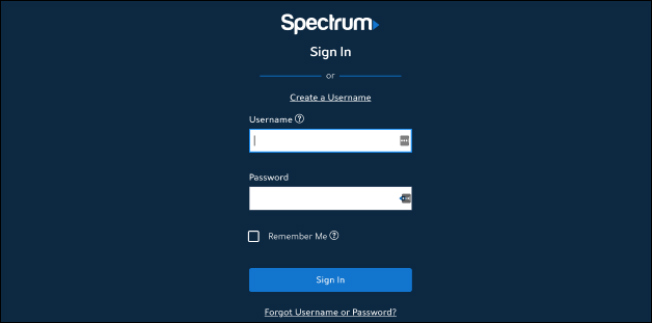 Spectrum
Sign In
or
Create a Username
Username ?
Password
Remember Me ?
Sign In
Forgot Username or Password?